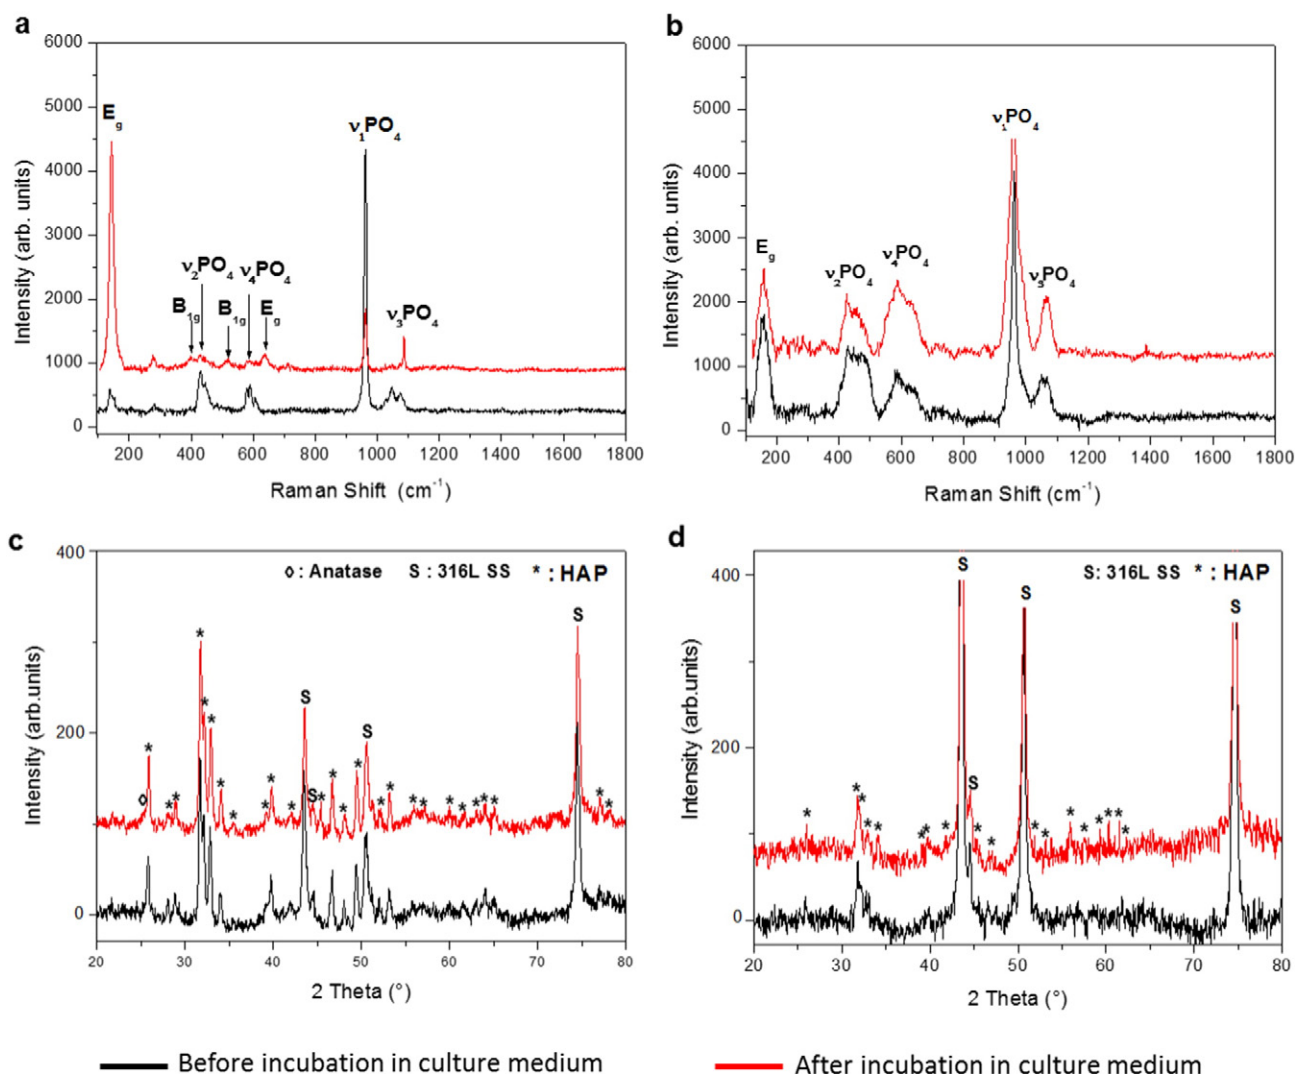 a
6000
5000
4000
3000
2000
1000
0
Intensity (arb. units)
E g
ν1PO4
ν2PO4
ν4PO4
B1g
B1g
Eg
ν3PO4
200 400 600 800 1000 1200 1400 1600 1800
Raman Shift (cm-1)
b
6000
5000
4000
3000
2000
1000
0
Intensity (arb. units)
Eg
ν2PO4
ν4PO4
ν1PO4
ν3PO4
200 400 600 800 1000 1200 1400 1600 1800
Raman Shift (cm-1)
c
400
200
0
Intensity (arb.units)
◊ : Anatase S : 316L SS * : HAP
S
S
S
S
20 30 40 50 60 70 80
2 Theta (°)
d
400
200
0
Intensity (arb.units)
S: 316L SS * : HAP
S
S
S
S
20 30 40 50 60 70 80
2 Theta (°)
Before incubation in culture medium
After incubation in culture medium